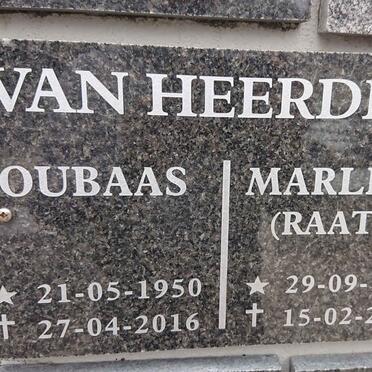 VAN HEERD
OUBAAS MARL
(RAAT
★ 21-05-1950 ★ 29-09-
✝ 27-04-2016 ✝ 15-02-2